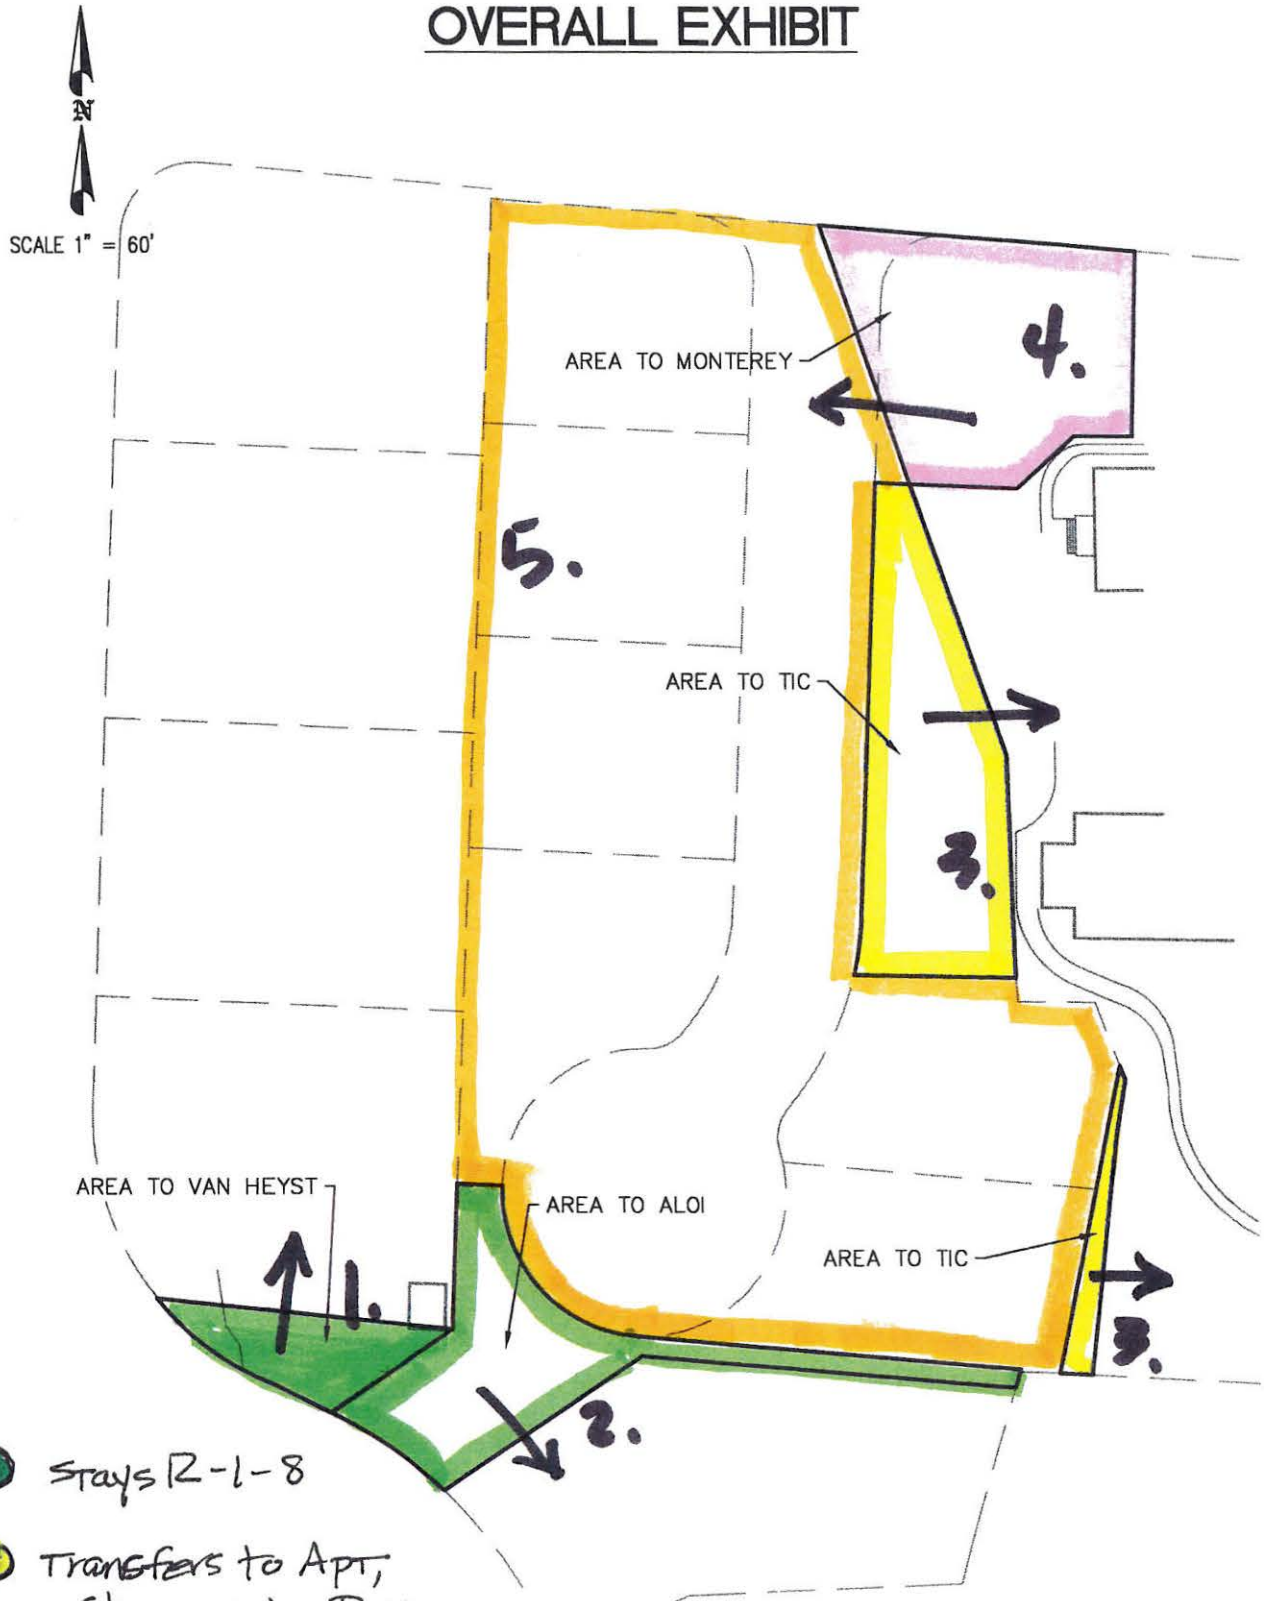 OVERALL EXHIBIT
N
SCALE 1" = 60'
AREA TO MONTEREY
4.
5.
AREA TO TIC
3.
AREA TO VAN HEYST
AREA TO ALOI
1.
AREA TO TIC
3.
2.
Stays R-1-8
Transfers to Apt,